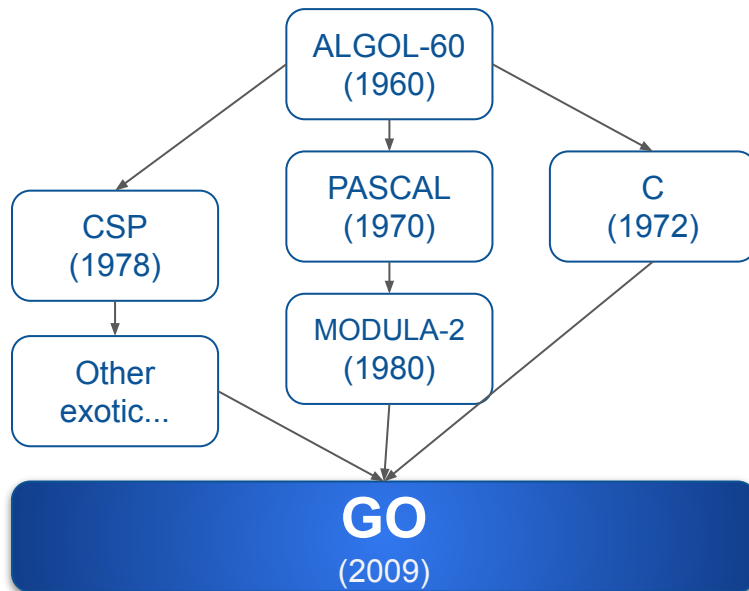 ALGOL-60
(1960)
PASCAL
(1970)
C
(1972)
CSP
(1978)
MODULA-2
(1980)
Other
exotic...
GO
(2009)